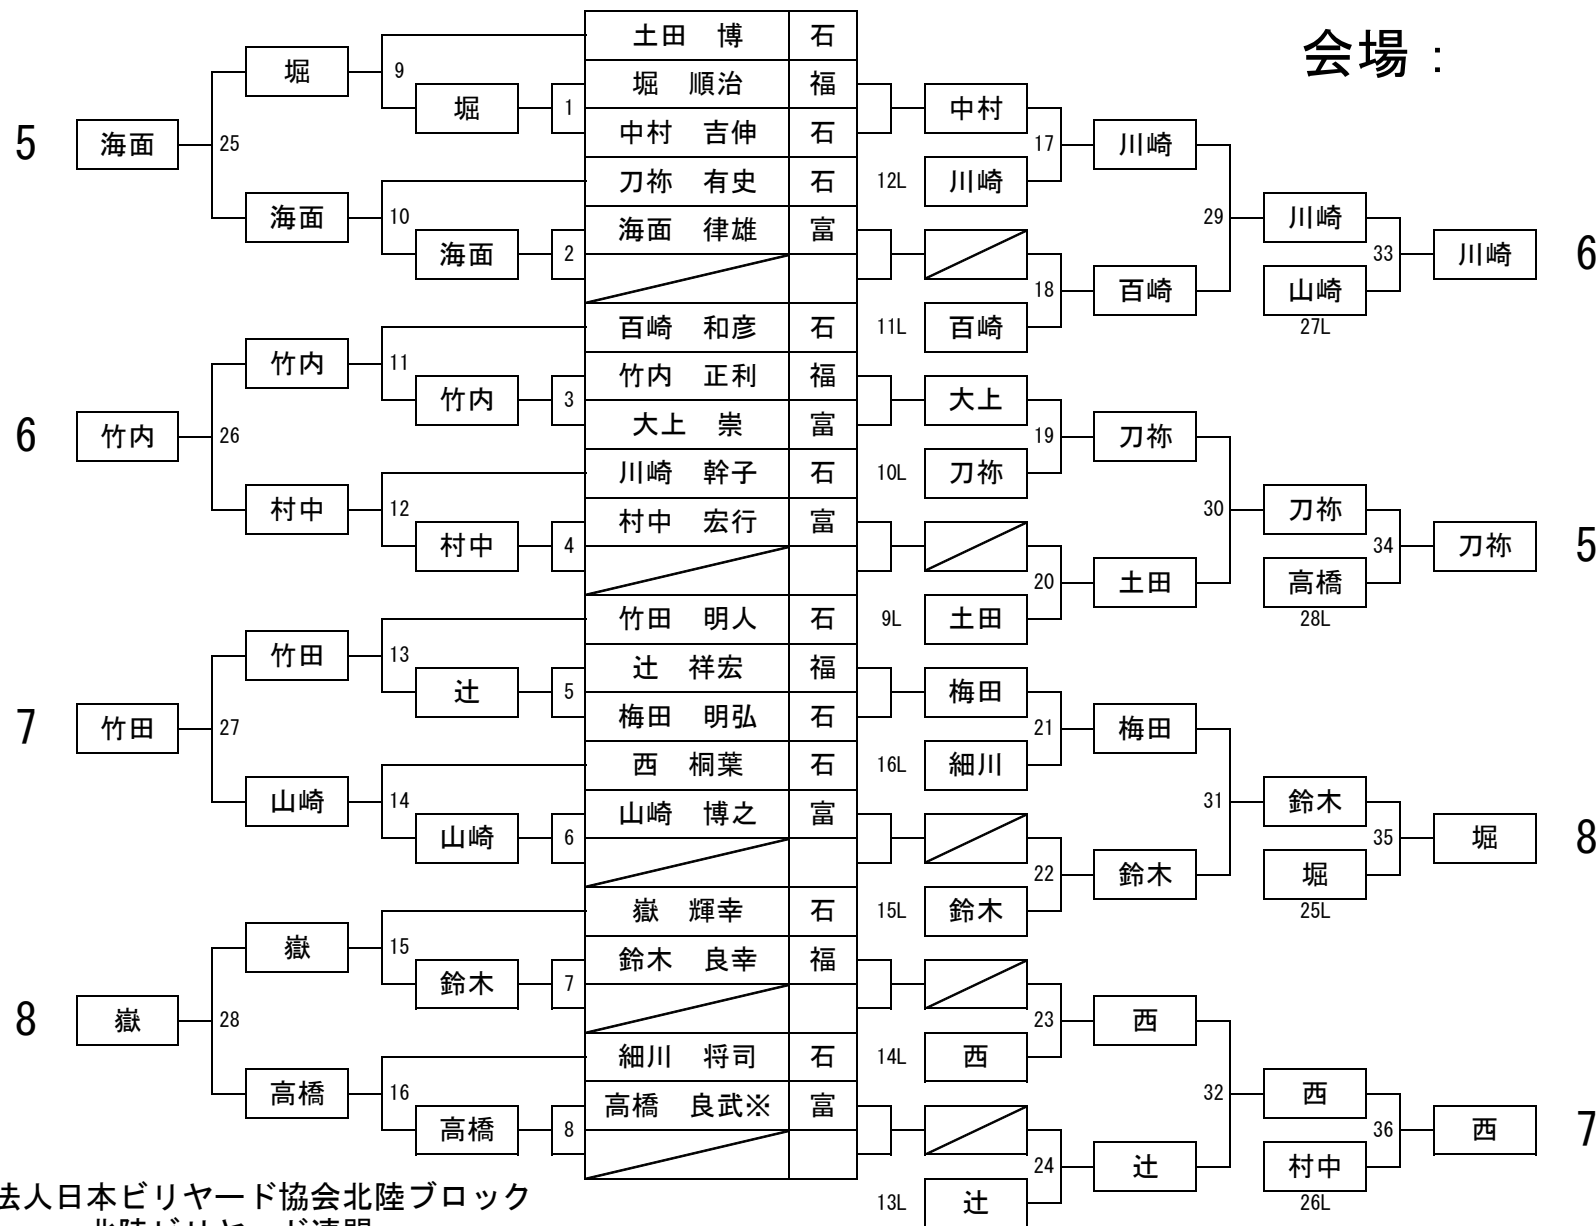 会場：
土田　博 石
堀　順治 福
中村　吉伸 石
刀祢　有史 石
海面　律雄 富
百崎　和彦 石
竹内　正利 福
大上　崇 富
川崎　幹子 石
村中　宏行 富
竹田　明人 石
辻　祥宏 福
梅田　明弘 石
西　桐葉 石
山崎　博之 富
嶽　輝幸 石
鈴木　良幸 福
細川　将司 石
高橋　良武※ 富
堀 9
堀 1
5 海面 25
海面 10
海面 2
竹内 11
竹内 3
6 竹内 26
村中 12
村中 4
竹田 13
辻 5
7 竹田 27
山崎 14
山崎 6
嶽 15
鈴木 7
8 嶽 28
高橋 16
高橋 8
中村 17 川崎
12L 川崎
29 川崎
33 川崎 6
18 百崎
山崎
27L
11L 百崎
大上
19 刀祢
10L 刀祢
30 刀祢
34 刀祢 5
20 土田
高橋
28L
9L 土田
梅田
21 梅田
16L 細川
31 鈴木
35 堀 8
22 鈴木
堀
25L
15L 鈴木
23 西
14L 西
32 西
36 西 7
24 辻
村中
26L
13L 辻
法人日本ビリヤード協会北陸ブロック